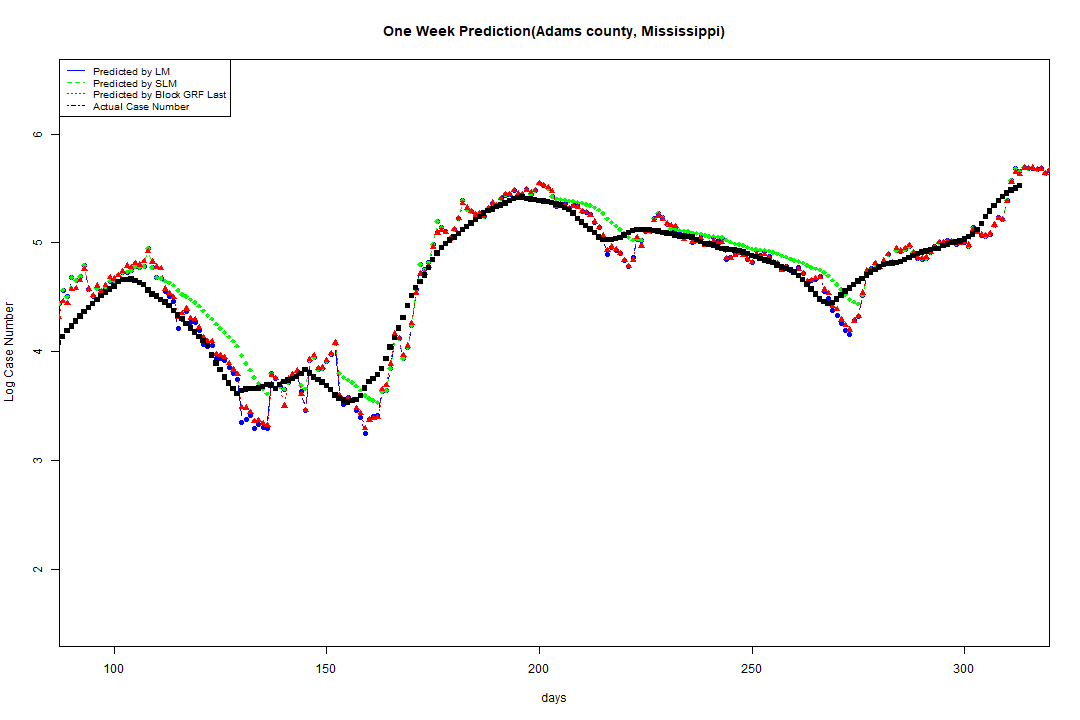 One Week Prediction(Adams county, Mississippi)
Predicted by LM
Predicted by SLM
Predicted by Block GRF Last
Actual Case Number
6
5
4
3
2
Log Case Number
100 150 200 250 300
days